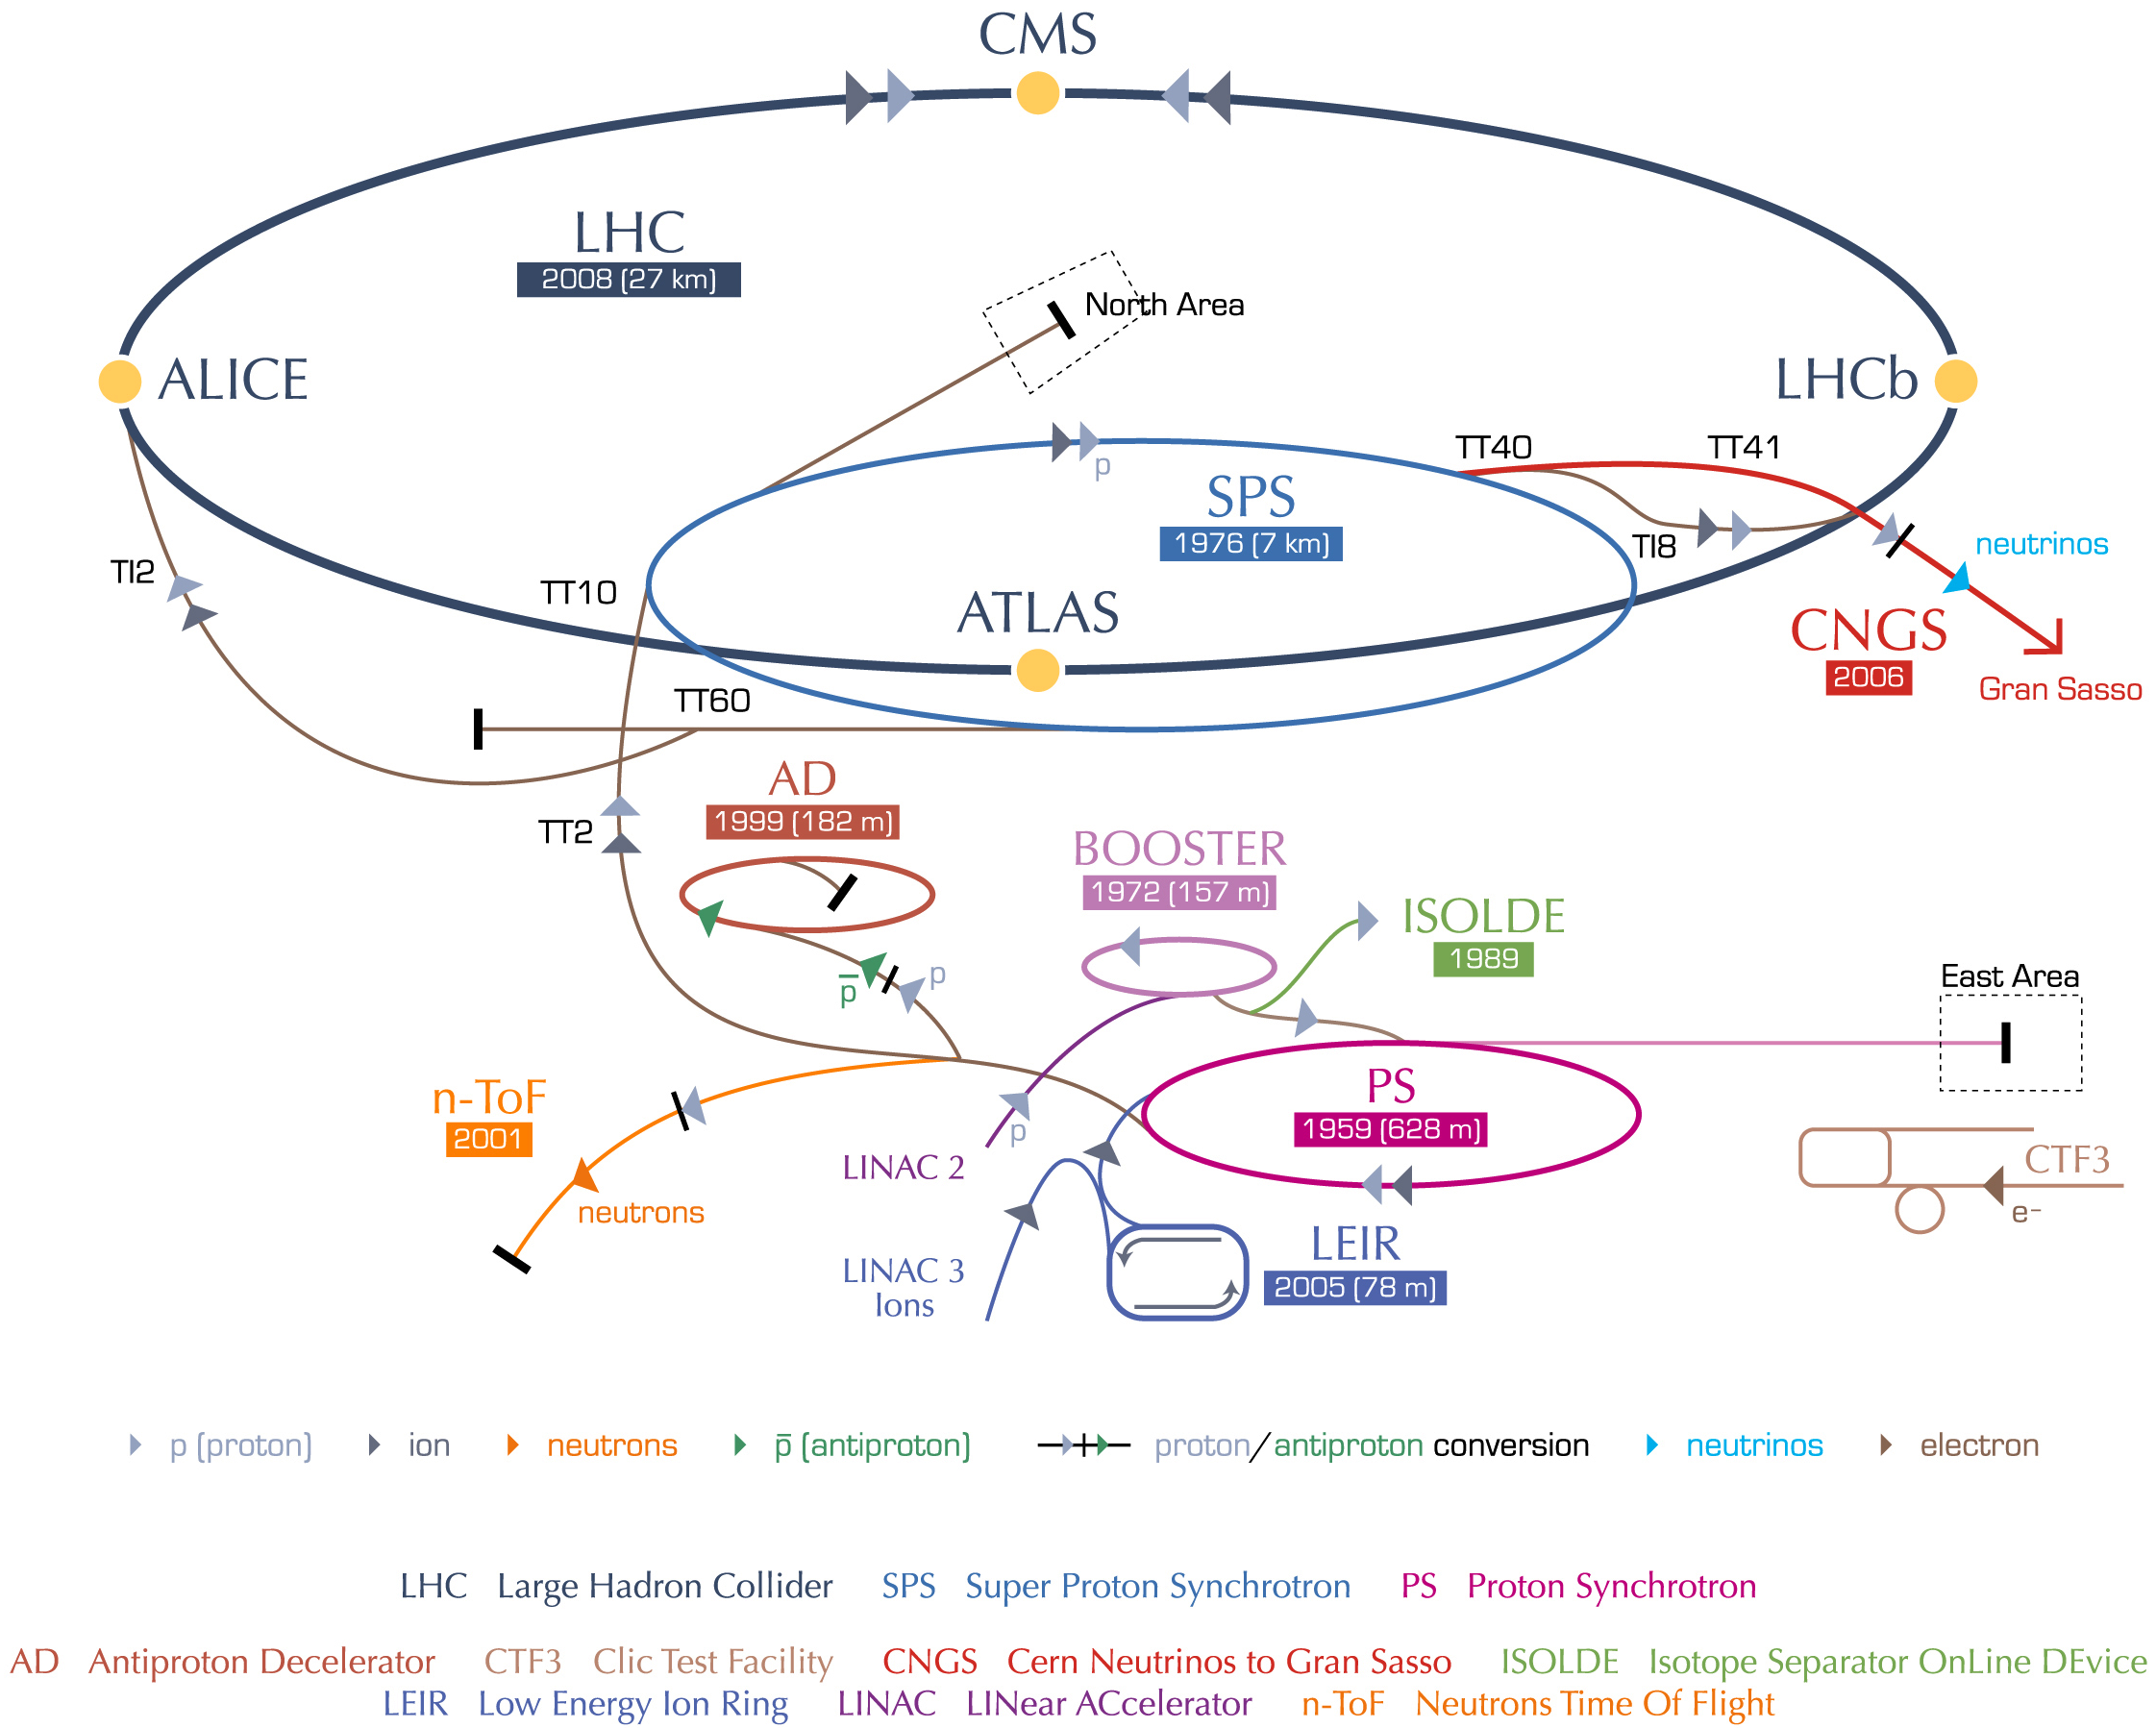 CMS
LHC
2008 (27 km)
North Area
ALICE
LHCb
TT40
TT41
p
SPS
1976 (7 km)
TI8
neutrinos
TI2
TT10
ATLAS
CNGS
2006
Gran Sasso
TT60
AD
1999 (182 m)
TT2
BOOSTER
1972 (157 m)
ISOLDE
1989
p̅
p
East Area
n-ToF
2001
PS
1959 (628 m)
p
LINAC 2
CTF3
neutrons
e-
LEIR
2005 (78 m)
LINAC 3
Ions
p (proton) ion neutrons p̅ (antiproton) proton/antiproton conversion neutrinos electron
LHC Large Hadron Collider SPS Super Proton Synchrotron PS Proton Synchrotron
AD Antiproton Decelerator CTF3 Clic Test Facility CNGS Cern Neutrinos to Gran Sasso ISOLDE Isotope Separator OnLine DEvice
LEIR Low Energy Ion Ring LINAC LINear ACcelerator n-ToF Neutrons Time Of Flight